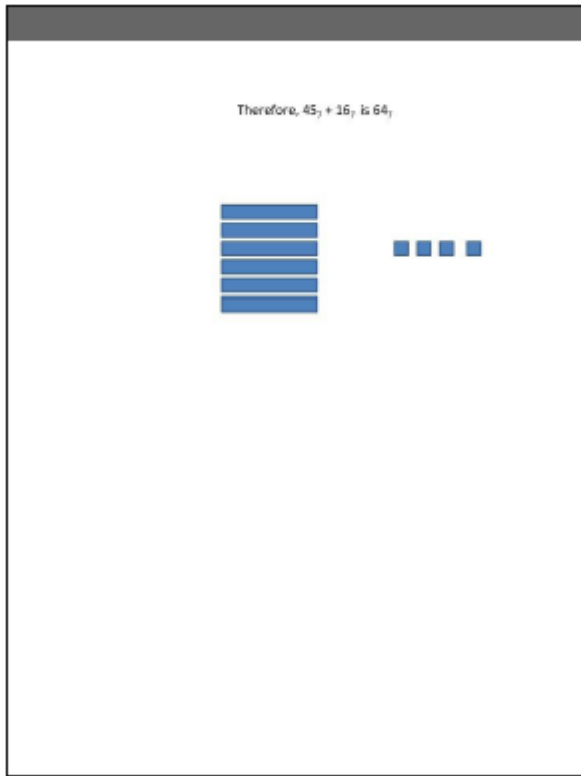 Therefore, 45₇ + 16₇ is 64₇